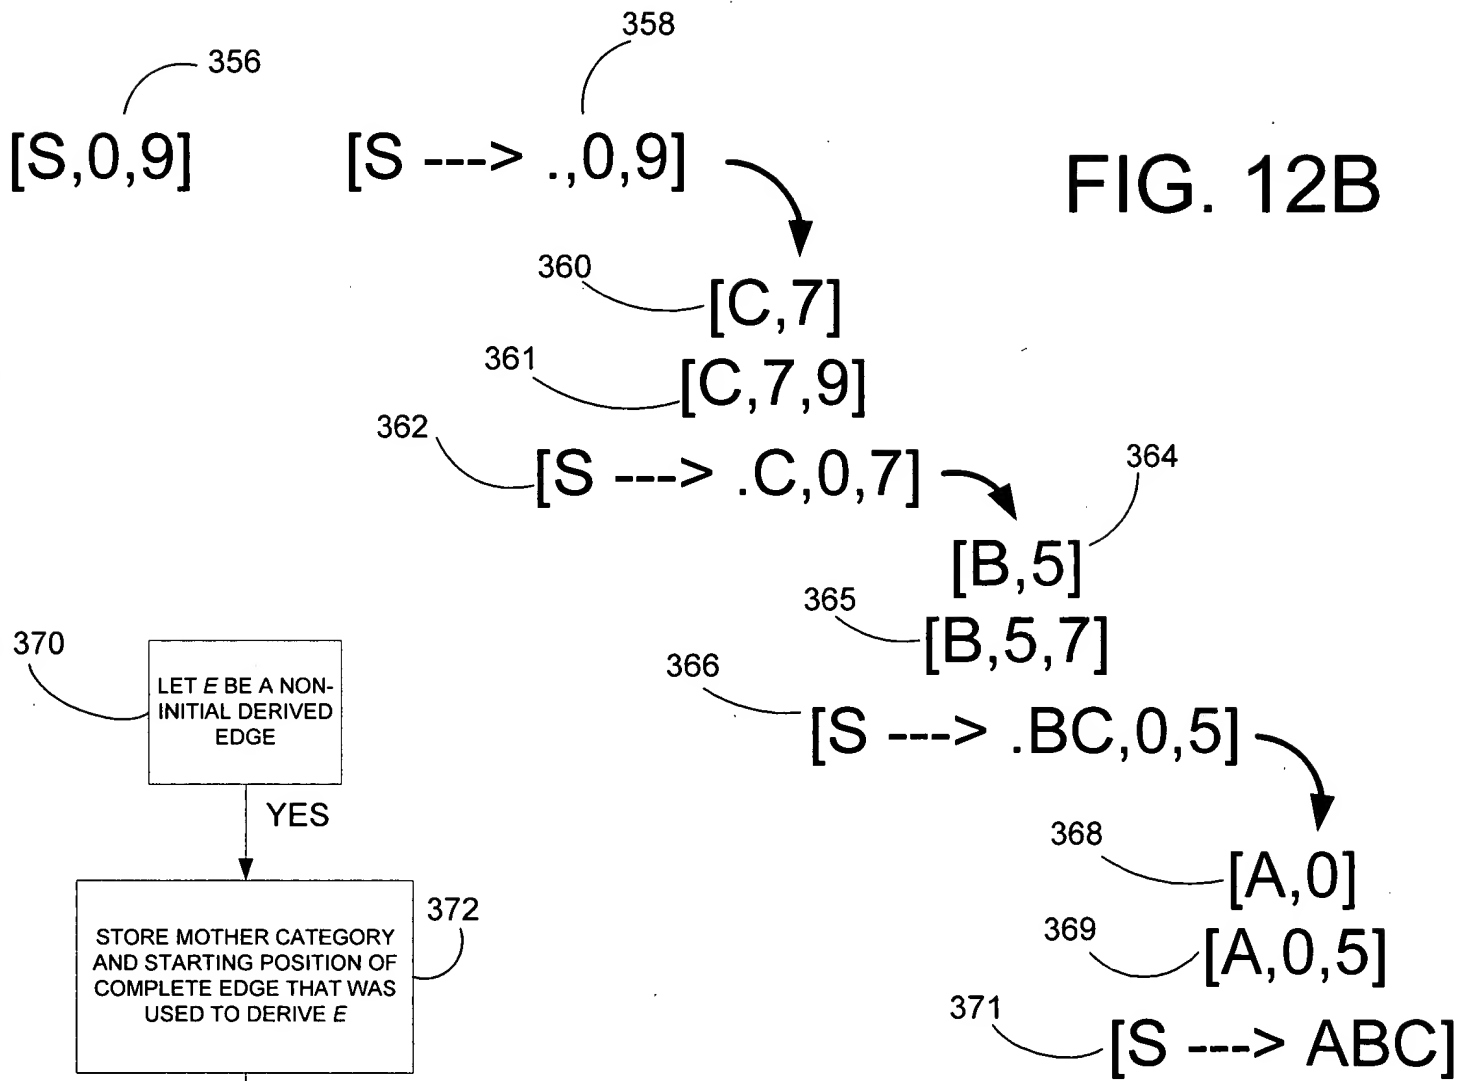 358
356
[S,0,9]
[S ---> .,0,9]
FIG. 12B
360
[C,7]
361
[C,7,9]
362
[S ---> .C,0,7]
364
[B,5]
365
[B,5,7]
366
[S ---> .BC,0,5]
368
[A,0]
369
[A,0,5]
371
[S ---> ABC]
370
LET E BE A NON-
INITIAL DERIVED
EDGE
YES
372
STORE MOTHER CATEGORY
AND STARTING POSITION OF
COMPLETE EDGE THAT WAS
USED TO DERIVE E